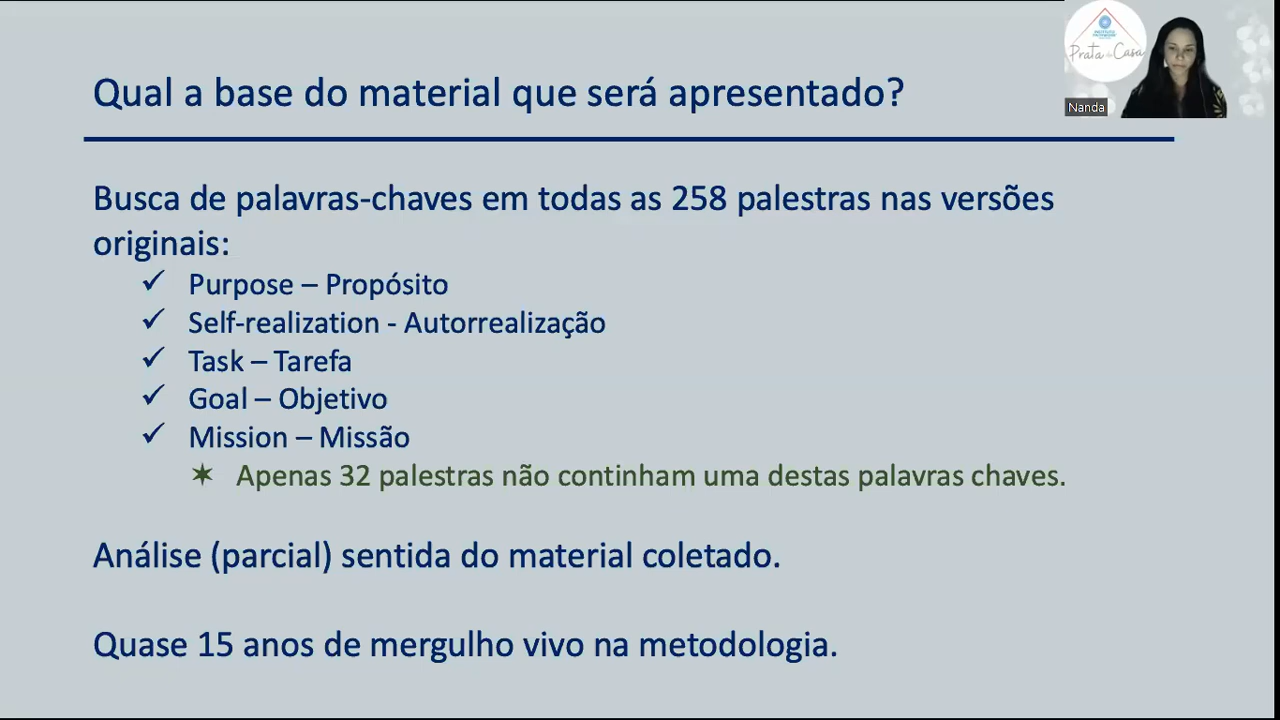 Qual a base do material que será apresentado?
Prata da Casa
Nanda
Busca de palavras-chaves em todas as 258 palestras nas versões
originais:
✓ Purpose – Propósito
✓ Self-realization - Autorrealização
✓ Task – Tarefa
✓ Goal – Objetivo
✓ Mission – Missão
✶ Apenas 32 palestras não continham uma destas palavras chaves.
Análise (parcial) sentida do material coletado.
Quase 15 anos de mergulho vivo na metodologia.